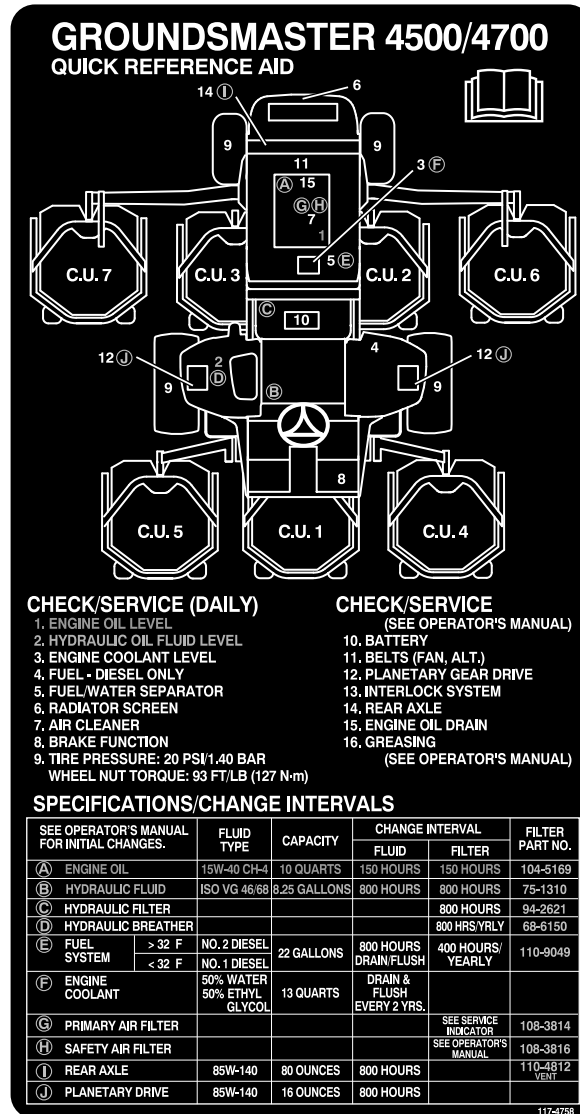 GROUNDSMASTER 4500/4700
QUICK REFERENCE AID
6
14 Ⓘ
9
9
11
3 Ⓕ
Ⓐ 15
Ⓖ Ⓗ
7
1
5 Ⓔ
C.U. 7
C.U. 3
C.U. 2
C.U. 6
Ⓒ
10
12 Ⓙ
2
Ⓓ
4
12 Ⓙ
9
Ⓑ
9
8
C.U. 5
C.U. 1
C.U. 4
CHECK/SERVICE (DAILY)
1. ENGINE OIL LEVEL
2. HYDRAULIC OIL FLUID LEVEL
3. ENGINE COOLANT LEVEL
4. FUEL - DIESEL ONLY
5. FUEL/WATER SEPARATOR
6. RADIATOR SCREEN
7. AIR CLEANER
8. BRAKE FUNCTION
9. TIRE PRESSURE: 20 PSI/1.40 BAR
WHEEL NUT TORQUE: 93 FT/LB (127 N·m)
CHECK/SERVICE
(SEE OPERATOR'S MANUAL)
10. BATTERY
11. BELTS (FAN, ALT.)
12. PLANETARY GEAR DRIVE
13. INTERLOCK SYSTEM
14. REAR AXLE
15. ENGINE OIL DRAIN
16. GREASING
(SEE OPERATOR'S MANUAL)
SPECIFICATIONS/CHANGE INTERVALS
SEE OPERATOR'S MANUAL FLUID CAPACITY CHANGE INTERVAL FILTER
FOR INITIAL CHANGES. TYPE FLUID FILTER PART NO.
Ⓐ ENGINE OIL 15W-40 CH-4 10 QUARTS 150 HOURS 150 HOURS 104-5169
Ⓑ HYDRAULIC FLUID ISO VG 46/68 8.25 GALLONS 800 HOURS 800 HOURS 75-1310
Ⓒ HYDRAULIC FILTER 800 HOURS 94-2621
Ⓓ HYDRAULIC BREATHER 800 HRS/YRLY 68-6150
Ⓔ FUEL > 32 F NO. 2 DIESEL 22 GALLONS 800 HOURS 400 HOURS/ 110-9049
SYSTEM < 32 F NO. 1 DIESEL DRAIN/FLUSH YEARLY
Ⓕ ENGINE 50% WATER 13 QUARTS DRAIN &
COOLANT 50% ETHYL FLUSH
GLYCOL EVERY 2 YRS.
Ⓖ PRIMARY AIR FILTER SEE SERVICE INDICATOR 108-3814
Ⓗ SAFETY AIR FILTER SEE OPERATOR'S MANUAL 108-3816
Ⓘ REAR AXLE 85W-140 80 OUNCES 800 HOURS 110-4812 VENT
Ⓙ PLANETARY DRIVE 85W-140 16 OUNCES 800 HOURS
117-4758